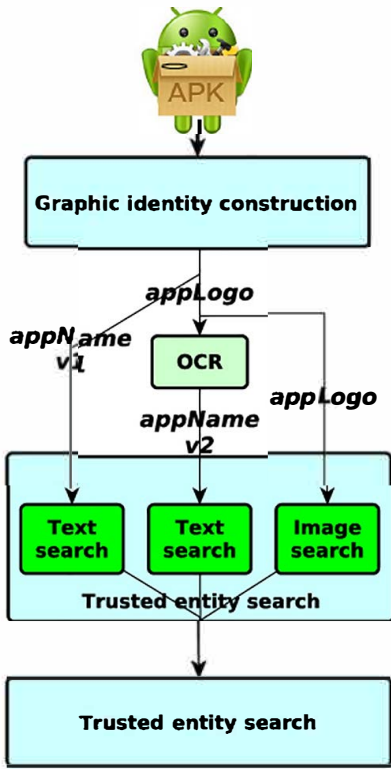 APK
Graphic identity construction
appLogo
appName
v1
OCR
appLogo
appName
v2
Text
search
Text
search
Image
search
Trusted entity search
Trusted entity search